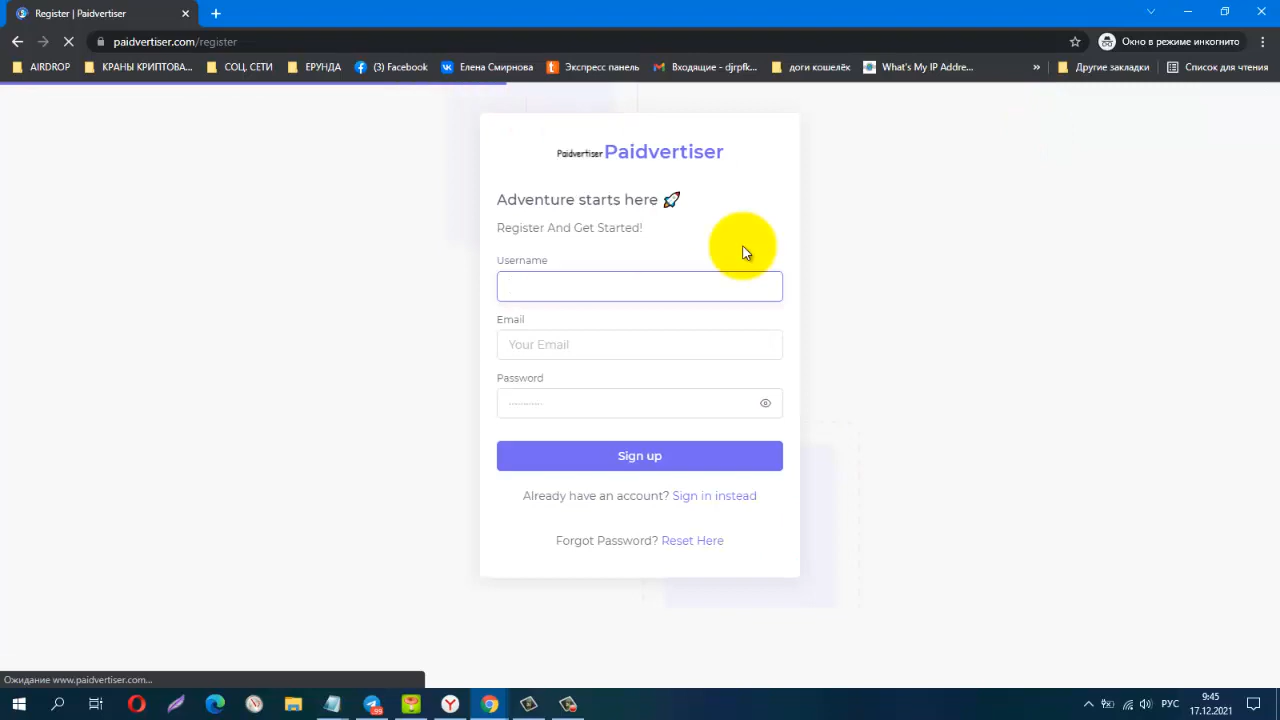 Register | Paidvertiser
paidvertiser.com/register
Окно в режиме инкогнито
AIRDROP
КРАНЫ КРИПТОВА...
СОЦ. СЕТИ
ЕРУНДА
(3) Facebook
Елена Смирнова
Экспресс панель
Входящие - djrpfk...
доги кошелёк
What's My IP Addre...
»
Другие закладки
Список для чтения
Paidvertiser Paidvertiser
Adventure starts here 🚀
Register And Get Started!
Username
Email
Your Email
Password
············
Sign up
Already have an account? Sign in instead
Forgot Password? Reset Here
Ожидание www.paidvertiser.com...
99
РУС
9:45
17.12.2021